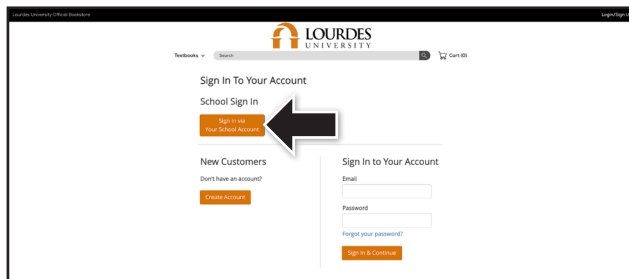 Lourdes University Official Bookstore
Login/Sign U
LOURDES
UNIVERSITY
Textbooks
Search
Cart (0)
Sign In To Your Account
School Sign In
Sign in via
Your School Account
New Customers
Don't have an account?
Create Account
Sign In to Your Account
Email
Password
Forgot your password?
Sign In & Continue